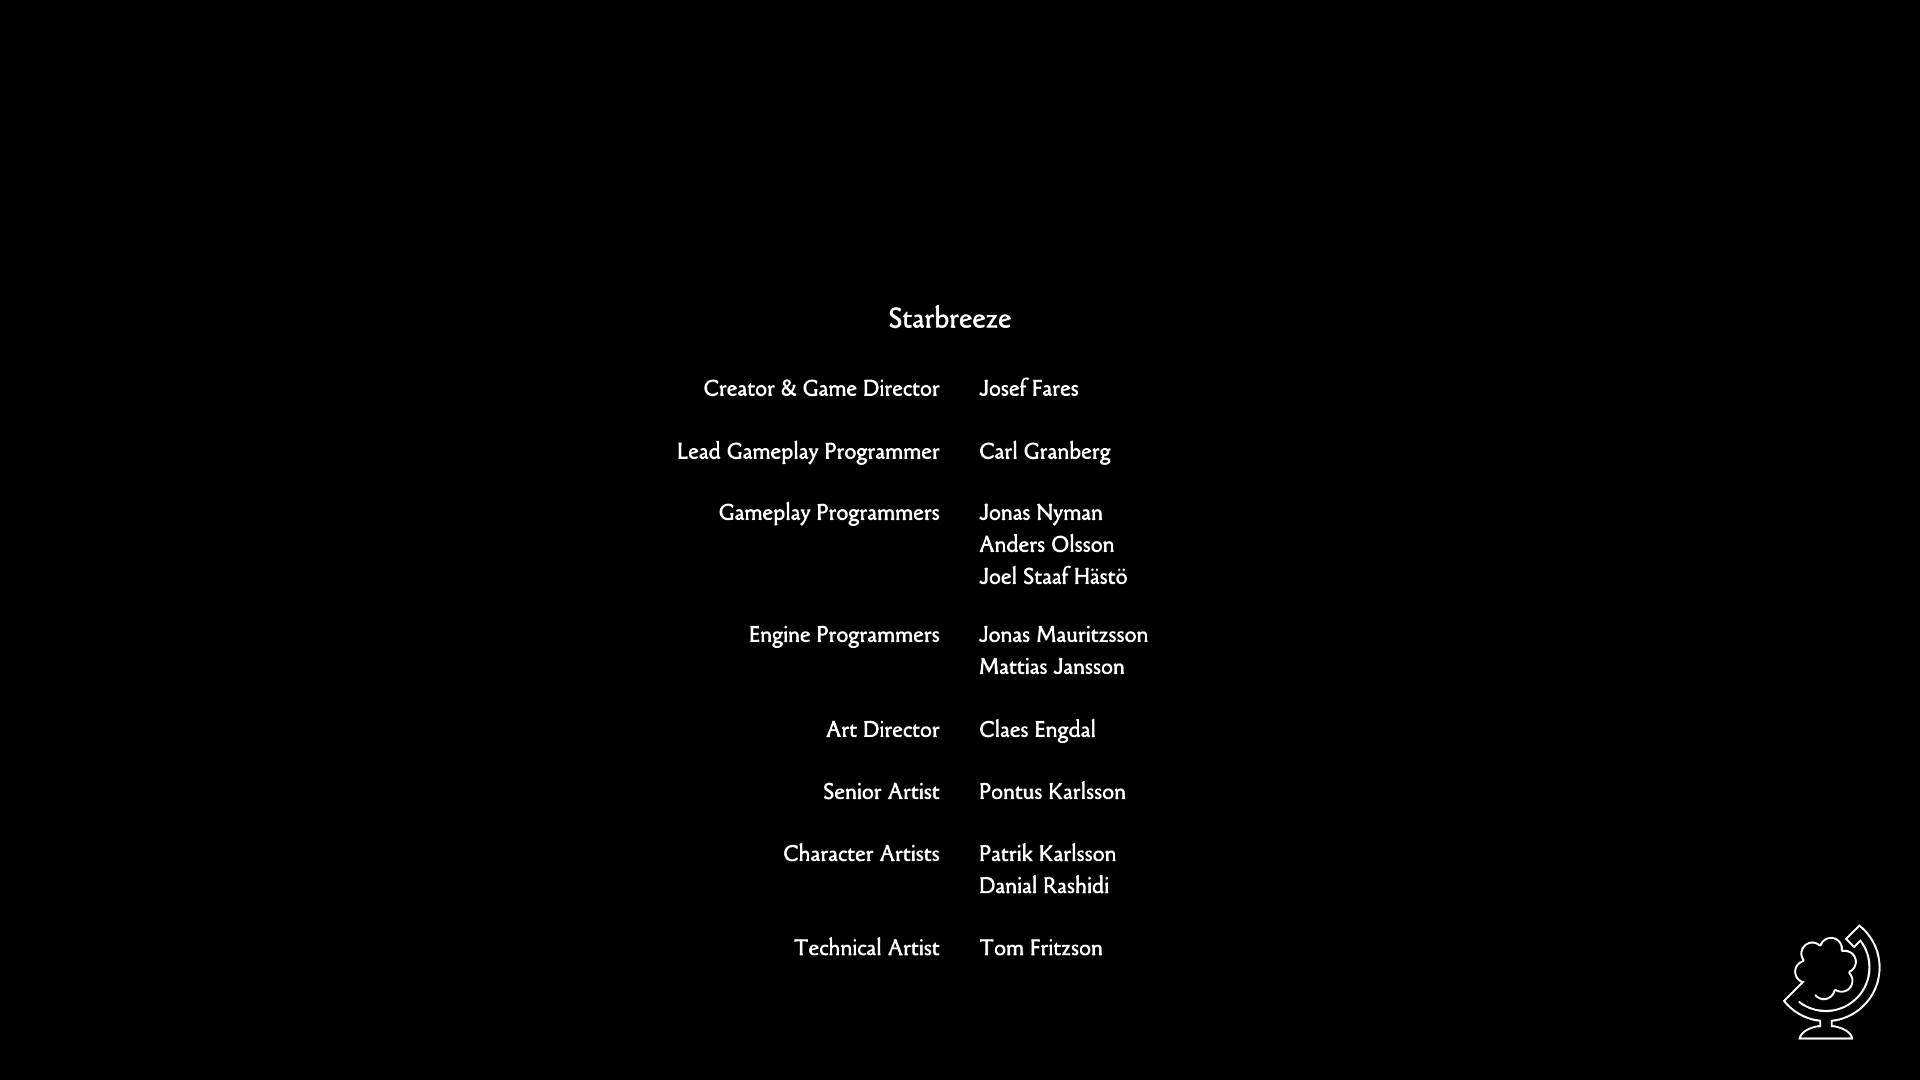 Starbreeze
Creator & Game Director Josef Fares
Lead Gameplay Programmer Carl Granberg
Gameplay Programmers Jonas Nyman
Anders Olsson
Joel Staaf Hästö
Engine Programmers Jonas Mauritzsson
Mattias Jansson
Art Director Claes Engdal
Senior Artist Pontus Karlsson
Character Artists Patrik Karlsson
Danial Rashidi
Technical Artist Tom Fritzson